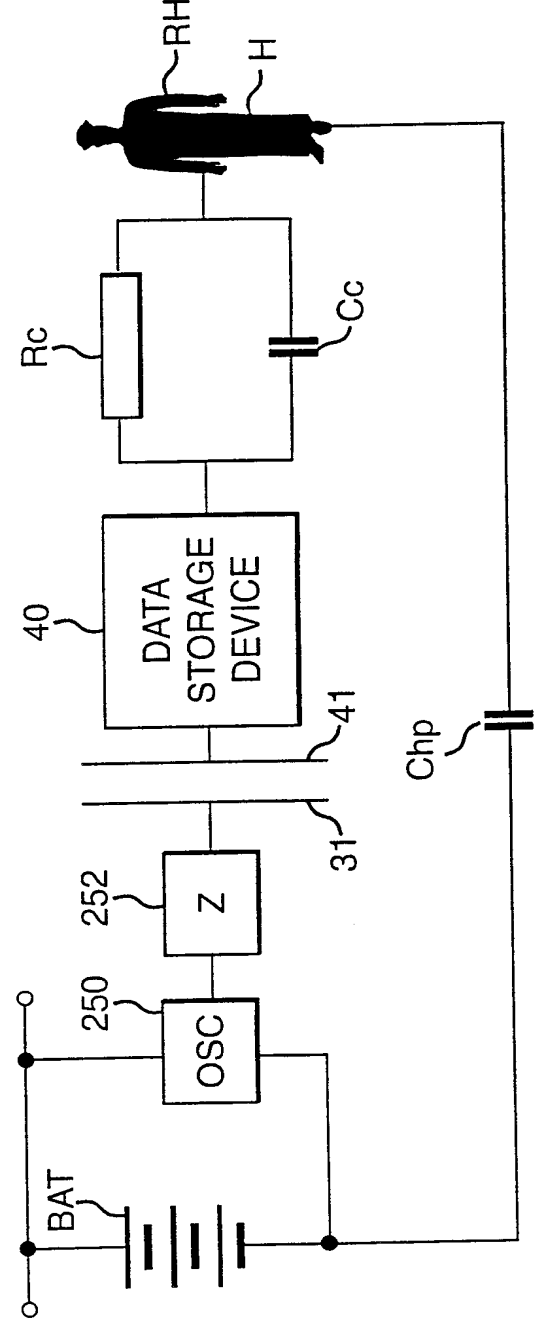 BAT
250
OSC
252
Z
31
41
40
DATA
STORAGE
DEVICE
Rc
Cc
RH
H
Chp